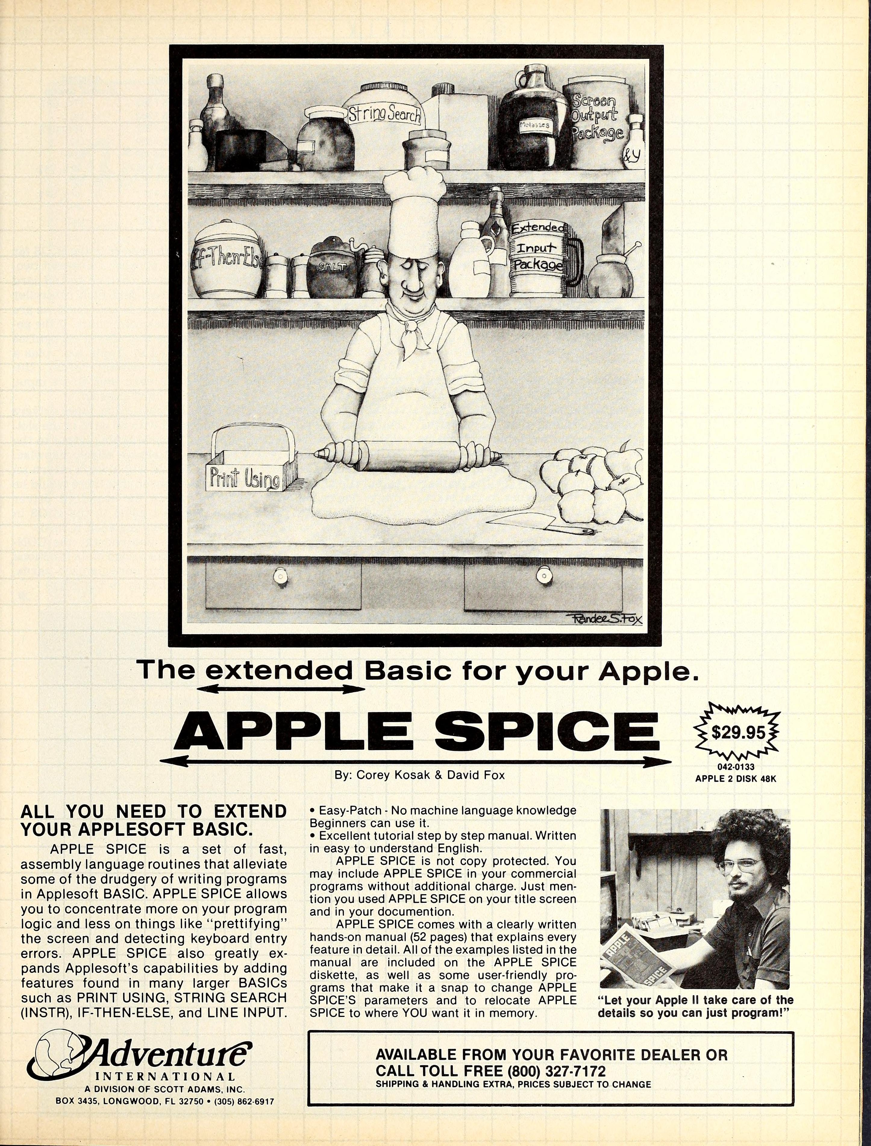 String Search
Molasses
Screen
Output
Package
&Y
If-Then-Els
SALT
Extended
Input
Package
Print Using
Randee S. Fox
The extended Basic for your Apple.
APPLE SPICE
$29.95
042-0133
APPLE 2 DISK 48K
By: Corey Kosak & David Fox
ALL YOU NEED TO EXTEND
YOUR APPLESOFT BASIC.
APPLE SPICE is a set of fast,
assembly language routines that alleviate
some of the drudgery of writing programs
in Applesoft BASIC. APPLE SPICE allows
you to concentrate more on your program
logic and less on things like "prettifying"
the screen and detecting keyboard entry
errors. APPLE SPICE also greatly ex-
pands Applesoft's capabilities by adding
features found in many larger BASICs
such as PRINT USING, STRING SEARCH
(INSTR), IF-THEN-ELSE, and LINE INPUT.
• Easy-Patch - No machine language knowledge
Beginners can use it.
• Excellent tutorial step by step manual. Written
in easy to understand English.
APPLE SPICE is not copy protected. You
may include APPLE SPICE in your commercial
programs without additional charge. Just men-
tion you used APPLE SPICE on your title screen
and in your documention.
APPLE SPICE comes with a clearly written
hands-on manual (52 pages) that explains every
feature in detail. All of the examples listed in the
manual are included on the APPLE SPICE
diskette, as well as some user-friendly pro-
grams that make it a snap to change APPLE
SPICE'S parameters and to relocate APPLE
SPICE to where YOU want it in memory.
APPLE
SPICE
"Let your Apple II take care of the
details so you can just program!"
Adventure
INTERNATIONAL
A DIVISION OF SCOTT ADAMS, INC.
BOX 3435, LONGWOOD, FL 32750 • (305) 862-6917
AVAILABLE FROM YOUR FAVORITE DEALER OR
CALL TOLL FREE (800) 327-7172
SHIPPING & HANDLING EXTRA, PRICES SUBJECT TO CHANGE